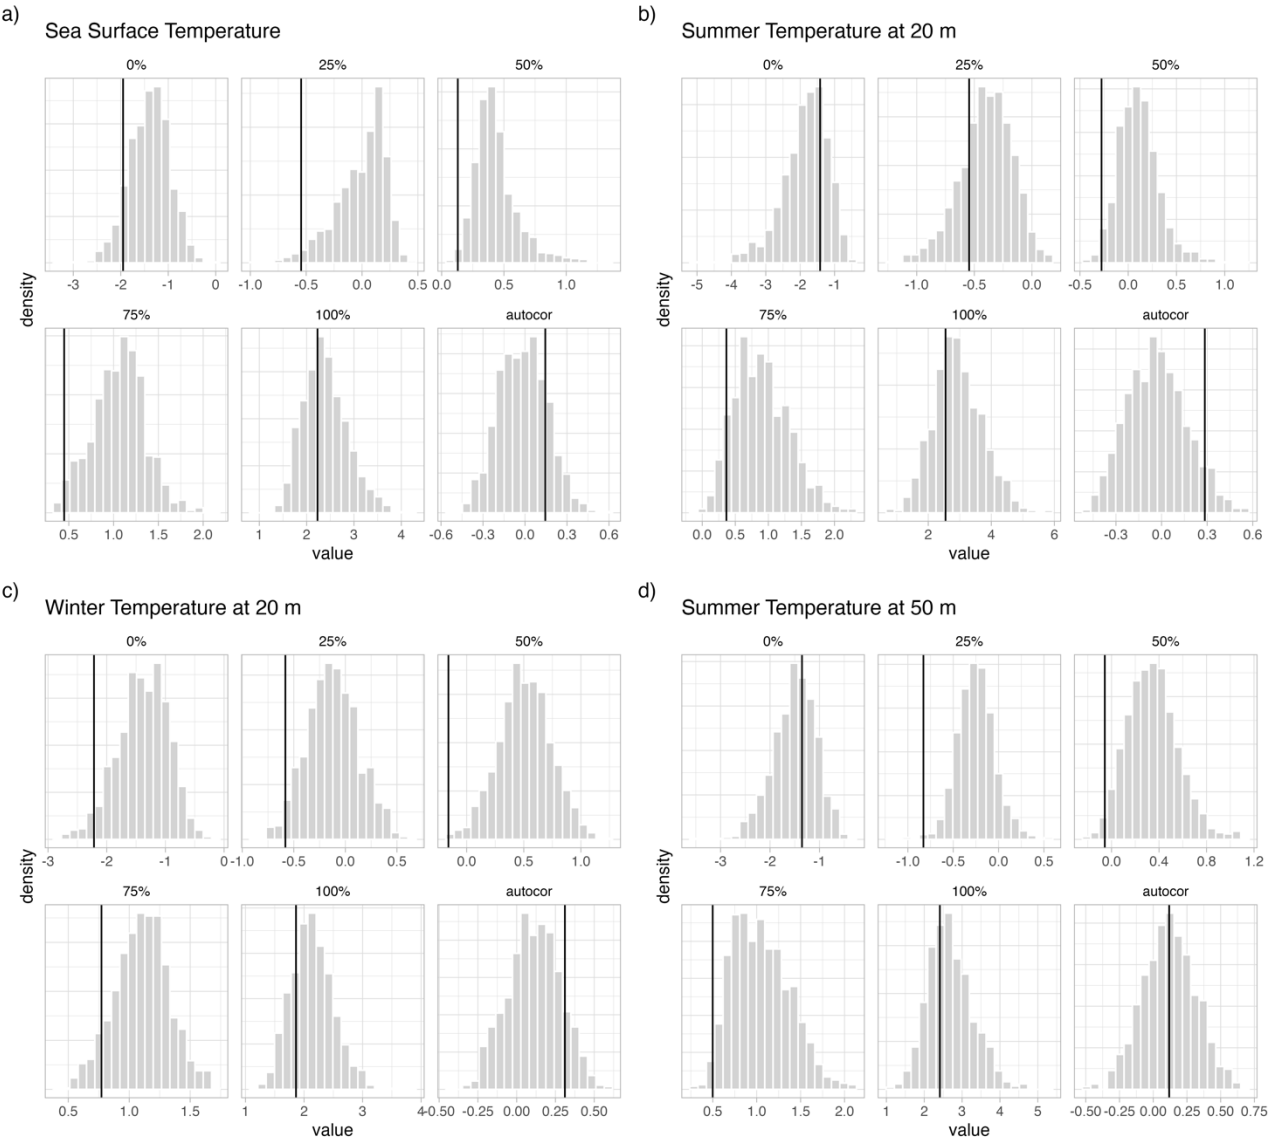 a)
Sea Surface Temperature
0% 25% 50%
-3 -2 -1 0 -1.0 -0.5 0.0 0.5 0.0 0.5 1.0
75% 100% autocor
0.5 1.0 1.5 2.0 1 2 3 4 -0.6 -0.3 0.0 0.3 0.6
density
value
b)
Summer Temperature at 20 m
0% 25% 50%
-5 -4 -3 -2 -1 -1.0 -0.5 0.0 -0.5 0.0 0.5 1.0
75% 100% autocor
0.0 0.5 1.0 1.5 2.0 2 4 6 -0.3 0.0 0.3 0.6
density
value
c)
Winter Temperature at 20 m
0% 25% 50%
-3 -2 -1 0 -1.0 -0.5 0.0 0.5 0.0 0.5 1.0
75% 100% autocor
0.5 1.0 1.5 1 2 3 4 -0.50 -0.25 0.00 0.25 0.50
density
value
d)
Summer Temperature at 50 m
0% 25% 50%
-3 -2 -1 -1.0 -0.5 0.0 0.5 0.0 0.4 0.8 1.2
75% 100% autocor
0.5 1.0 1.5 2.0 1 2 3 4 5 -0.50 -0.25 0.00 0.25 0.50 0.75
density
value